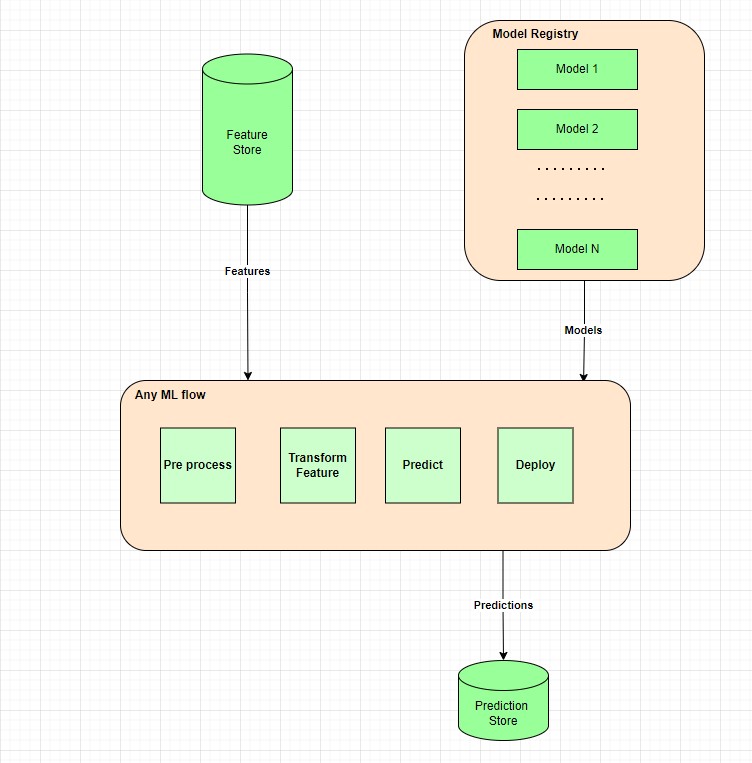 Model Registry
Model 1
Feature
Store
Model 2
. . . . . . . . .
. . . . . . . . .
Model N
Features
Models
Any ML flow
Pre process
Transform
Feature
Predict
Deploy
Predictions
Prediction
Store